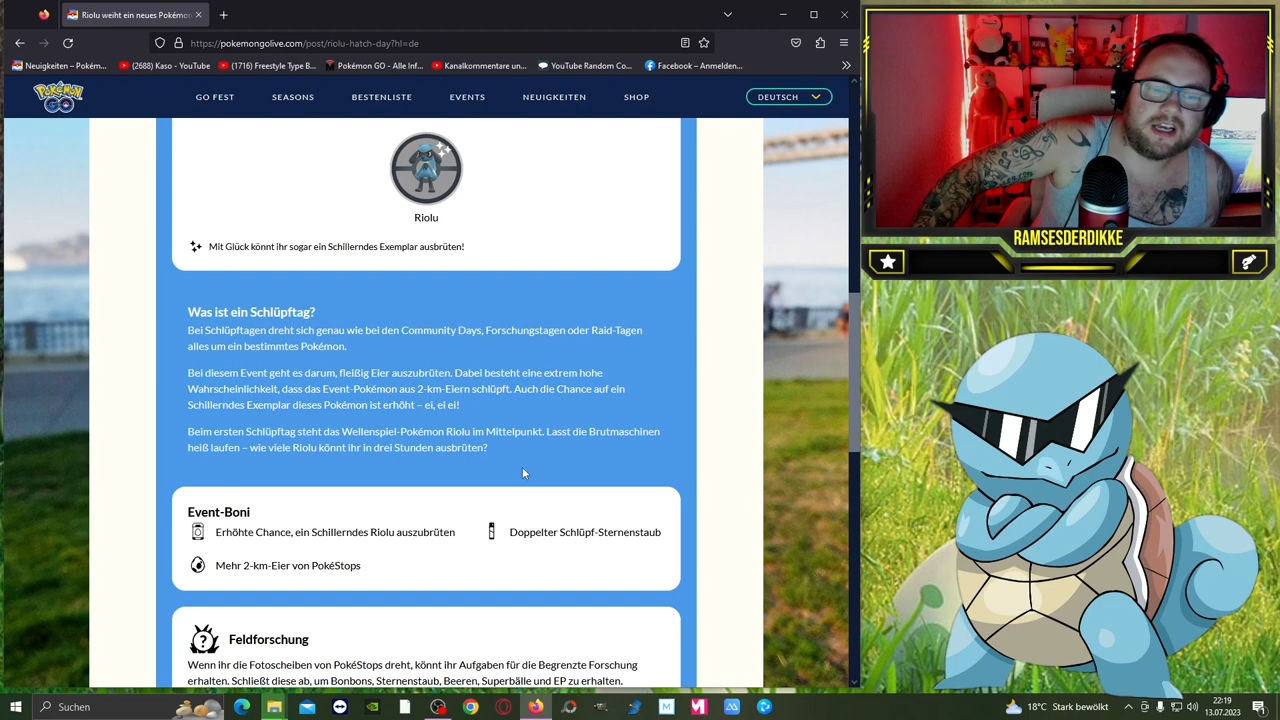 Riolu weiht ein neues Pokémon
https://pokemongolive.com/post/riolu-hatch-day?hl=de
Neuigkeiten – Pokém...
(2688) Kaso - YouTube
(1716) Freestyle Type B...
Pokémon GO - Alle Inf...
Kanalkommentare un...
YouTube Random Co...
Facebook – Anmelden...
POKÉMON GO
GO FEST
SEASONS
BESTENLISTE
EVENTS
NEUIGKEITEN
SHOP
DEUTSCH
Riolu
Mit Glück könnt ihr sogar ein Schillerndes Exemplar ausbrüten!
Was ist ein Schlüpftag?
Bei Schlüpftagen dreht sich genau wie bei den Community Days, Forschungstagen oder Raid-Tagen
alles um ein bestimmtes Pokémon.
Bei diesem Event geht es darum, fleißig Eier auszubrüten. Dabei besteht eine extrem hohe
Wahrscheinlichkeit, dass das Event-Pokémon aus 2-km-Eiern schlüpft. Auch die Chance auf ein
Schillerndes Exemplar dieses Pokémon ist erhöht – ei, ei ei!
Beim ersten Schlüpftag steht das Wellenspiel-Pokémon Riolu im Mittelpunkt. Lasst die Brutmaschinen
heiß laufen – wie viele Riolu könnt ihr in drei Stunden ausbrüten?
Event-Boni
Erhöhte Chance, ein Schillerndes Riolu auszubrüten
Doppelter Schlüpf-Sternenstaub
Mehr 2-km-Eier von PokéStops
Feldforschung
Wenn ihr die Fotoscheiben von PokéStops dreht, könnt ihr Aufgaben für die Begrenzte Forschung
erhalten. Schließt diese ab, um Bonbons, Sternenstaub, Beeren, Superbälle und EP zu erhalten.
RAMSESDERDIKKE
Suchen
18°C Stark bewölkt
22:19
13.07.2023